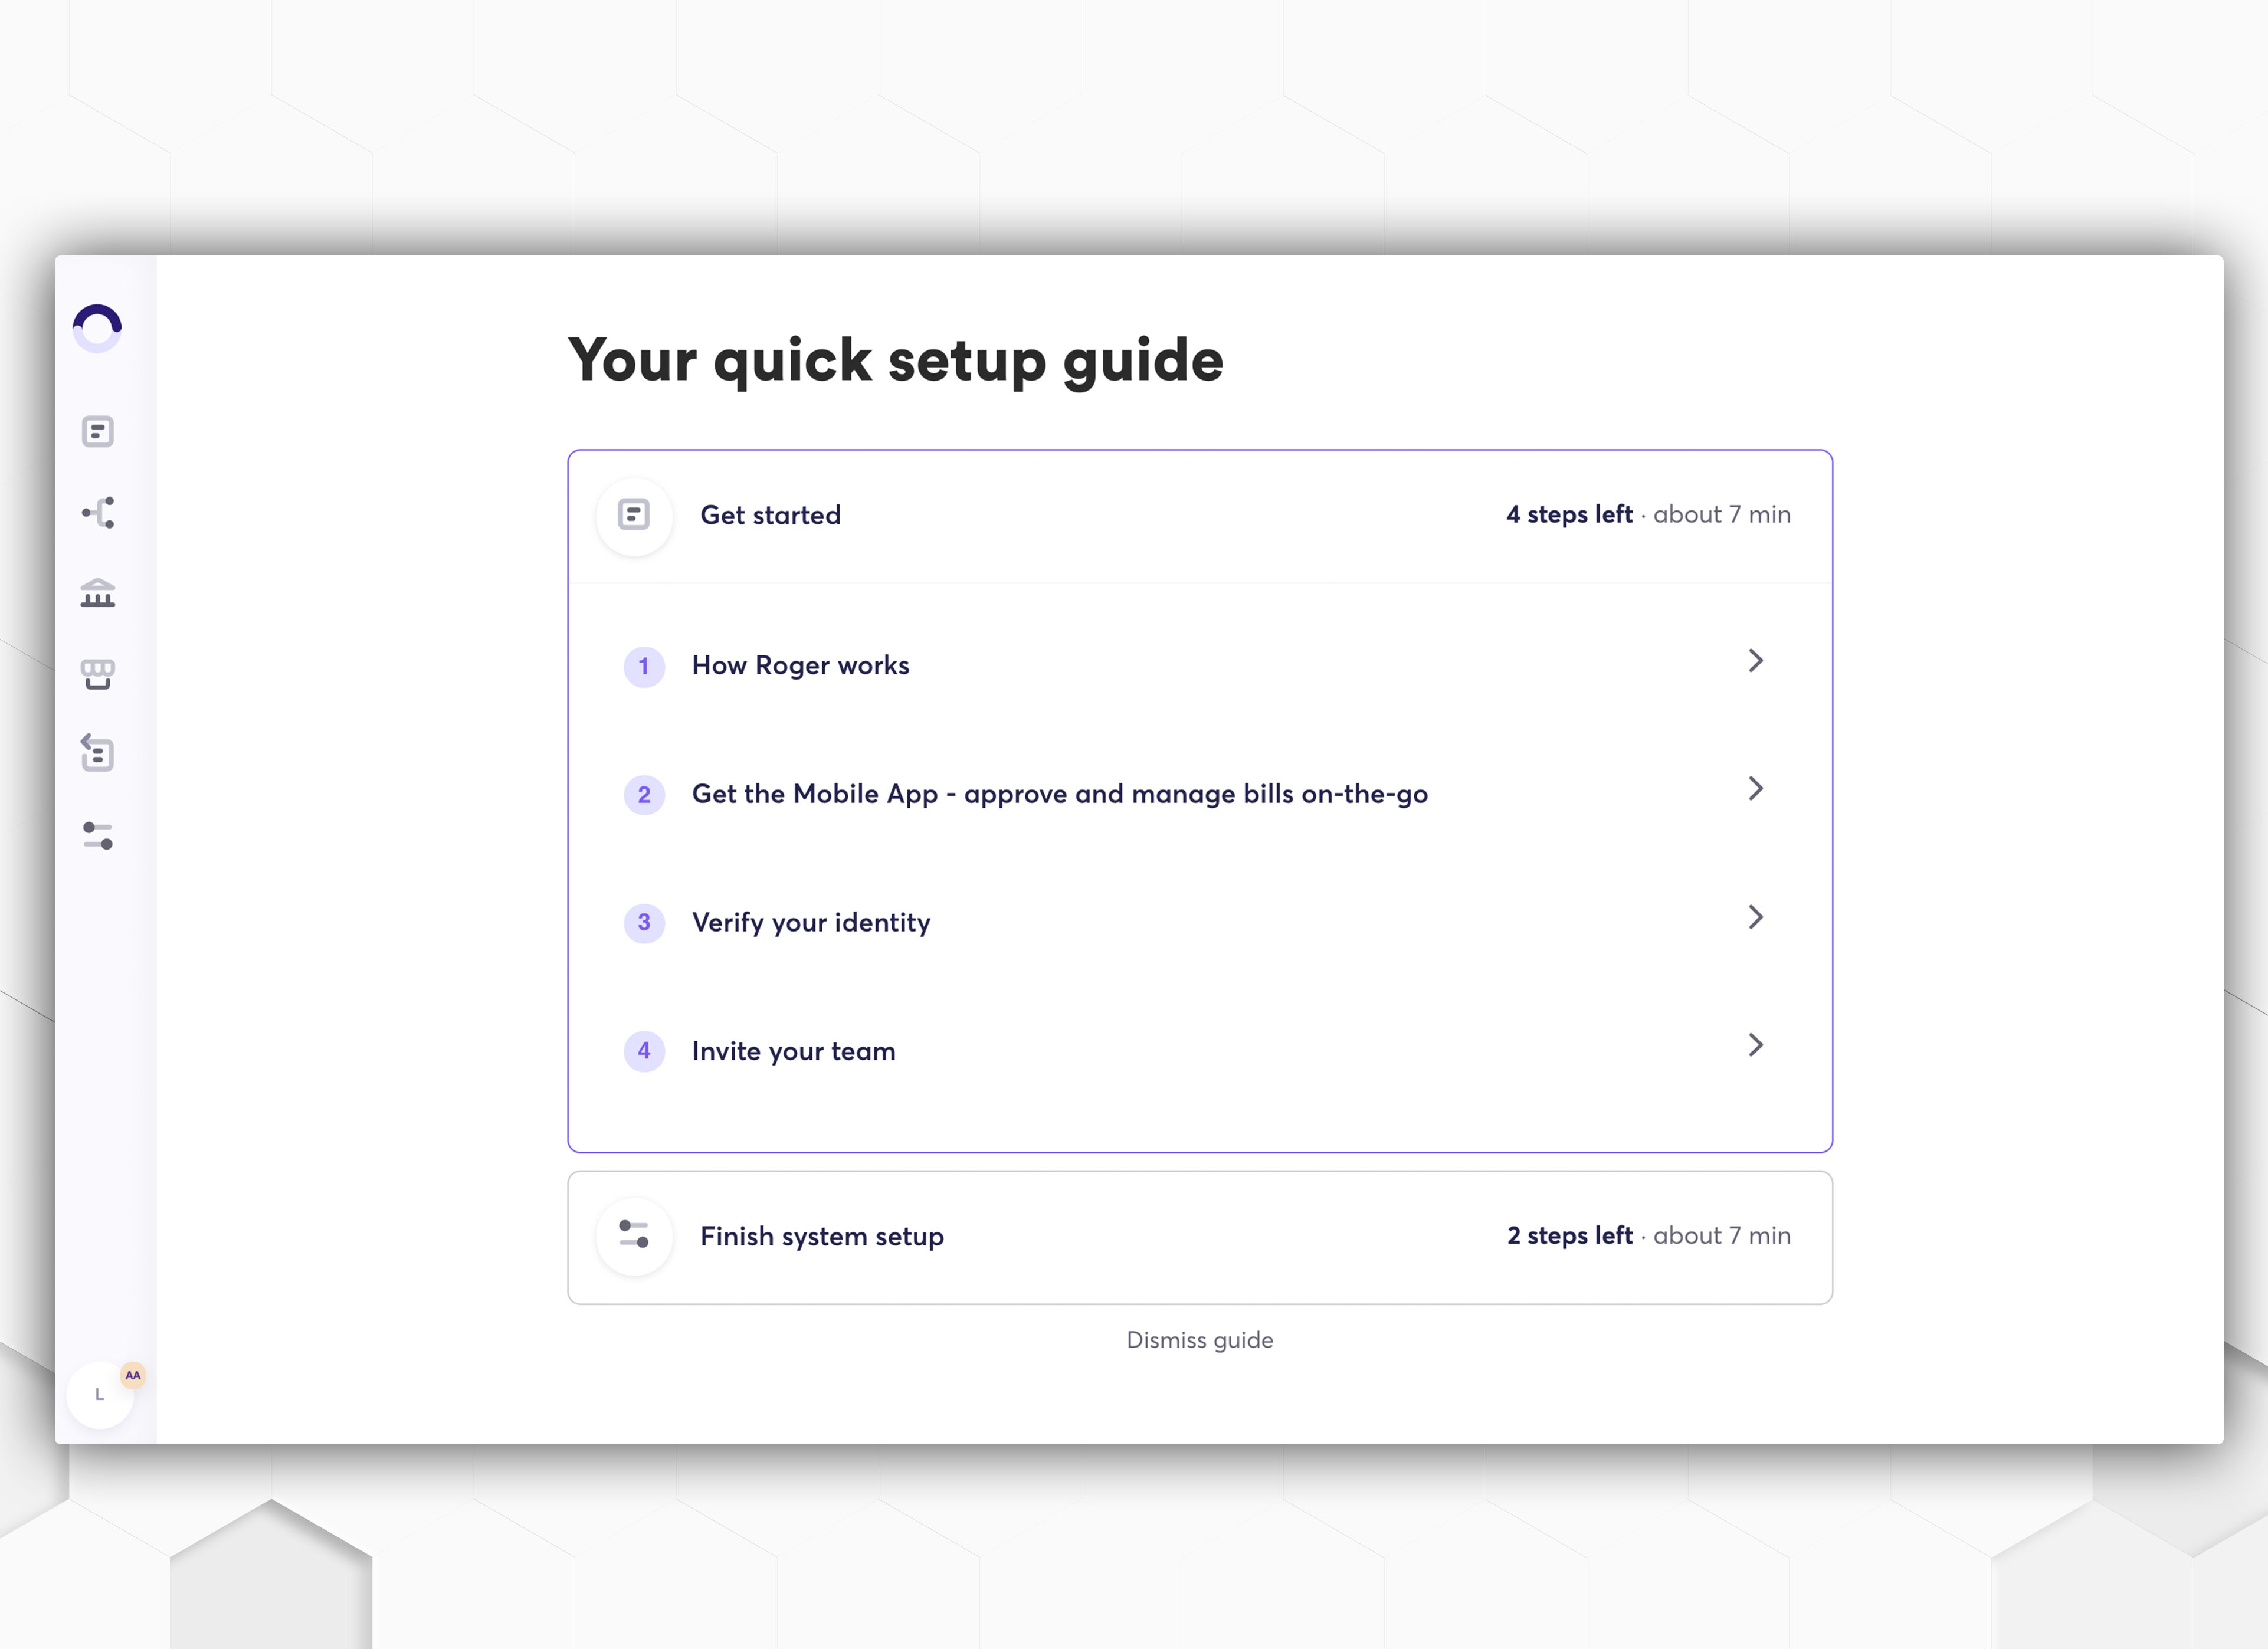 Your quick setup guide
Get started
4 steps left · about 7 min
1 How Roger works
2 Get the Mobile App - approve and manage bills on-the-go
3 Verify your identity
4 Invite your team
Finish system setup
2 steps left · about 7 min
Dismiss guide
AA
L